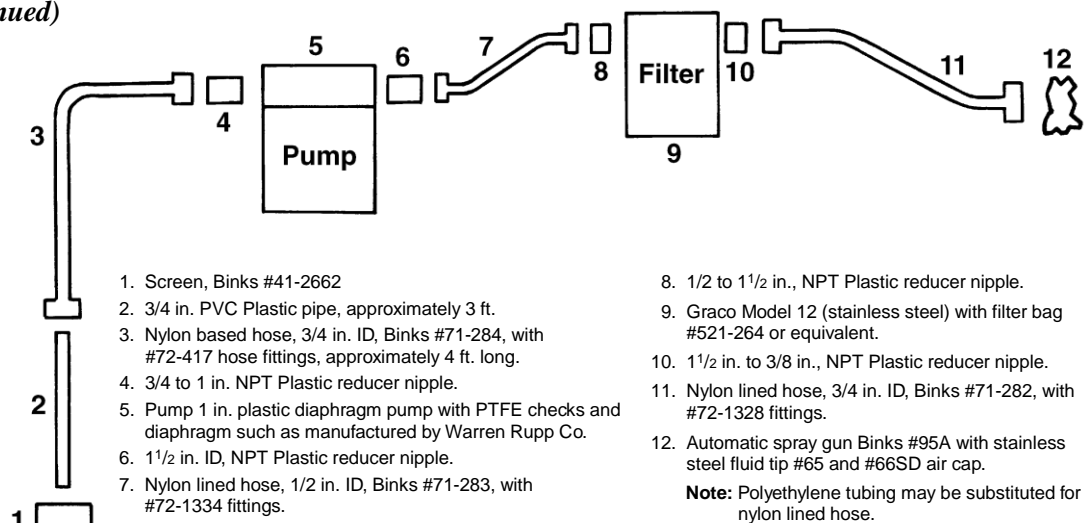 nued)
5
6
7
8
Filter
10
11
12
3
4
Pump
9
2
1
1. Screen, Binks #41-2662
2. 3/4 in. PVC Plastic pipe, approximately 3 ft.
3. Nylon based hose, 3/4 in. ID, Binks #71-284, with
#72-417 hose fittings, approximately 4 ft. long.
4. 3/4 to 1 in. NPT Plastic reducer nipple.
5. Pump 1 in. plastic diaphragm pump with PTFE checks and
diaphragm such as manufactured by Warren Rupp Co.
6. 1 1/2 in. ID, NPT Plastic reducer nipple.
7. Nylon lined hose, 1/2 in. ID, Binks #71-283, with
#72-1334 fittings.
8. 1/2 to 1 1/2 in., NPT Plastic reducer nipple.
9. Graco Model 12 (stainless steel) with filter bag
#521-264 or equivalent.
10. 1 1/2 in. to 3/8 in., NPT Plastic reducer nipple.
11. Nylon lined hose, 3/4 in. ID, Binks #71-282, with
#72-1328 fittings.
12. Automatic spray gun Binks #95A with stainless
steel fluid tip #65 and #66SD air cap.
Note: Polyethylene tubing may be substituted for
nylon lined hose.